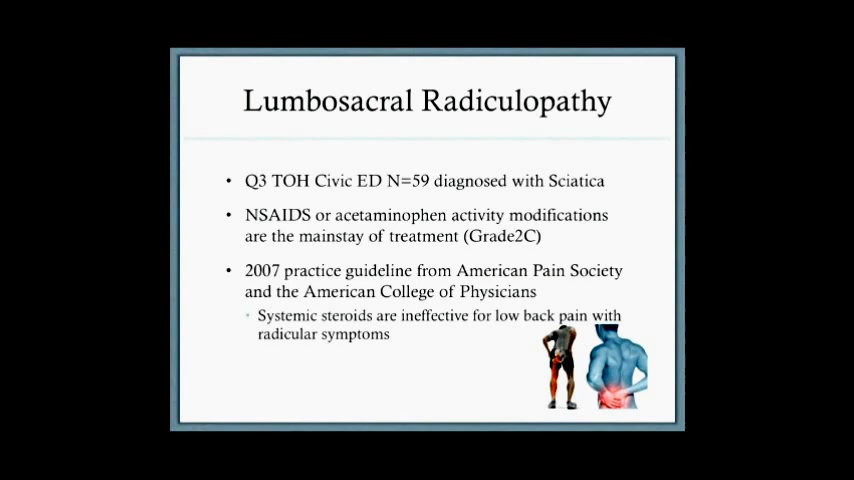 Lumbosacral Radiculopathy
• Q3 TOH Civic ED N=59 diagnosed with Sciatica
• NSAIDS or acetaminophen activity modifications
are the mainstay of treatment (Grade2C)
• 2007 practice guideline from American Pain Society
and the American College of Physicians
• Systemic steroids are ineffective for low back pain with
radicular symptoms